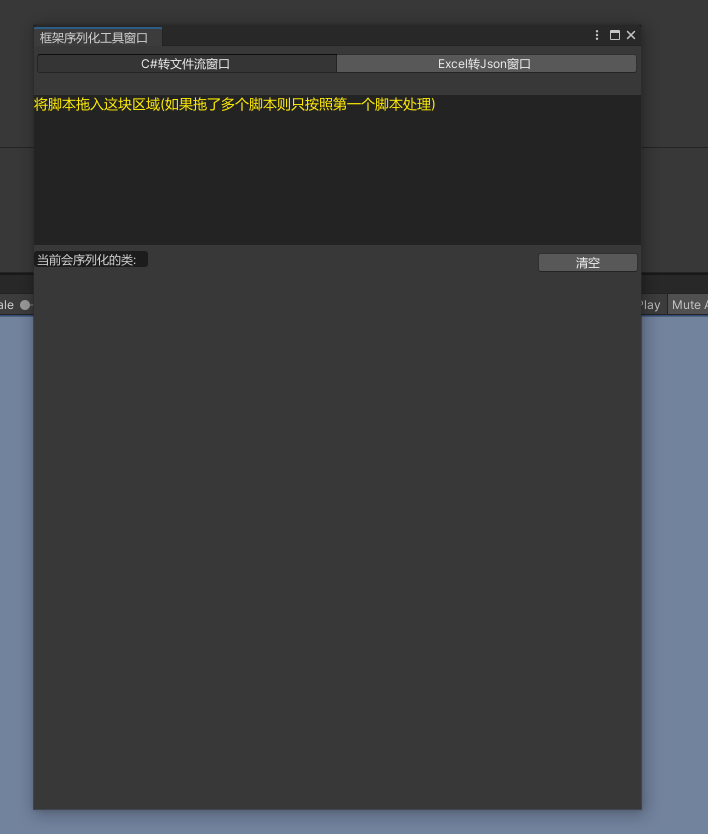 框架序列化工具窗口
C#转文件流窗口
Excel转Json窗口
将脚本拖入这块区域(如果拖了多个脚本则只按照第一个脚本处理)
当前会序列化的类:
清空
ale
Play
Mute A